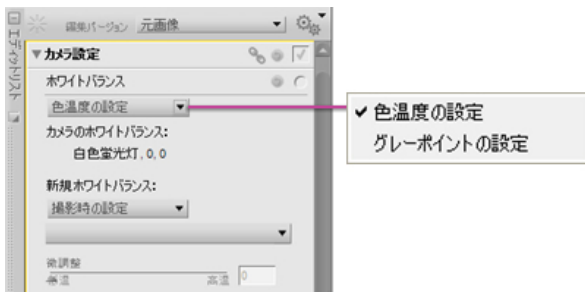 編集バージョン 元画像
エディットリスト
カメラ設定
ホワイトバランス
色温度の設定
カメラのホワイトバランス:
白色蛍光灯, 0, 0
新規ホワイトバランス:
撮影時の設定
微調整
高温 0
✔ 色温度の設定
グレーポイントの設定